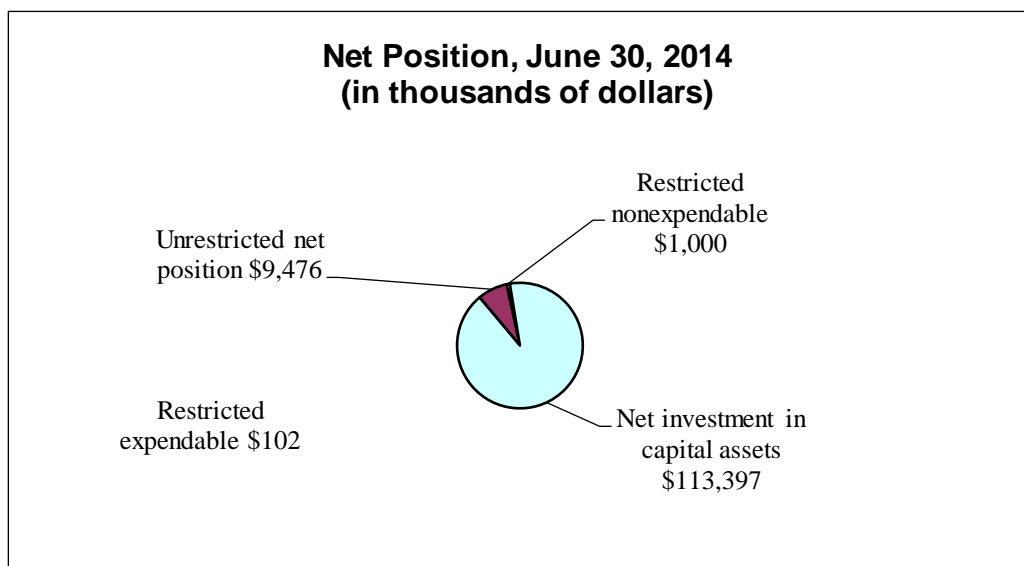 Net Position, June 30, 2014
(in thousands of dollars)
Restricted
nonexpendable
$1,000
Unrestricted net
position $9,476
Restricted
expendable $102
Net investment in
capital assets
$113,397